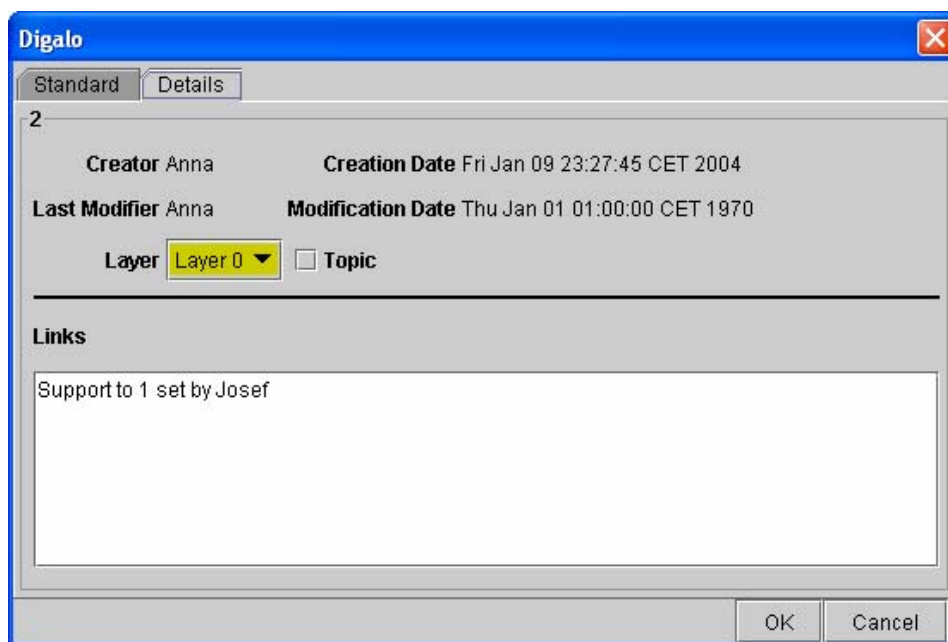 Digalo
Standard Details
2
Creator Anna Creation Date Fri Jan 09 23:27:45 CET 2004
Last Modifier Anna Modification Date Thu Jan 01 01:00:00 CET 1970
Layer Layer 0 Topic
Links
Support to 1 set by Josef
OK Cancel